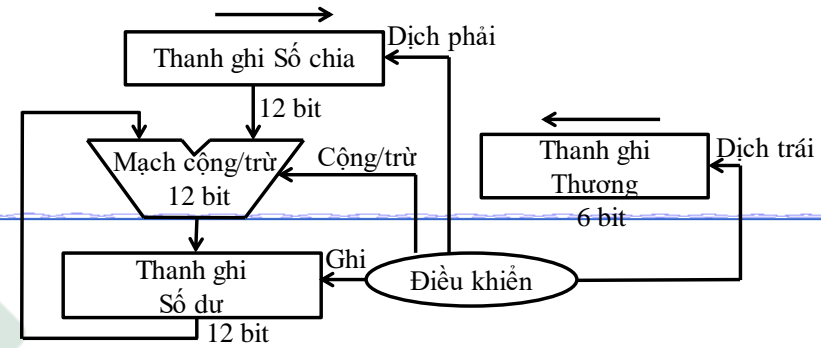 Dịch phải
Thanh ghi Số chia
12 bit
Mạch cộng/trừ
12 bit
Cộng/trừ
Thanh ghi
Thương
6 bit
Dịch trái
Thanh ghi
Số dư
12 bit
Ghi
Điều khiển